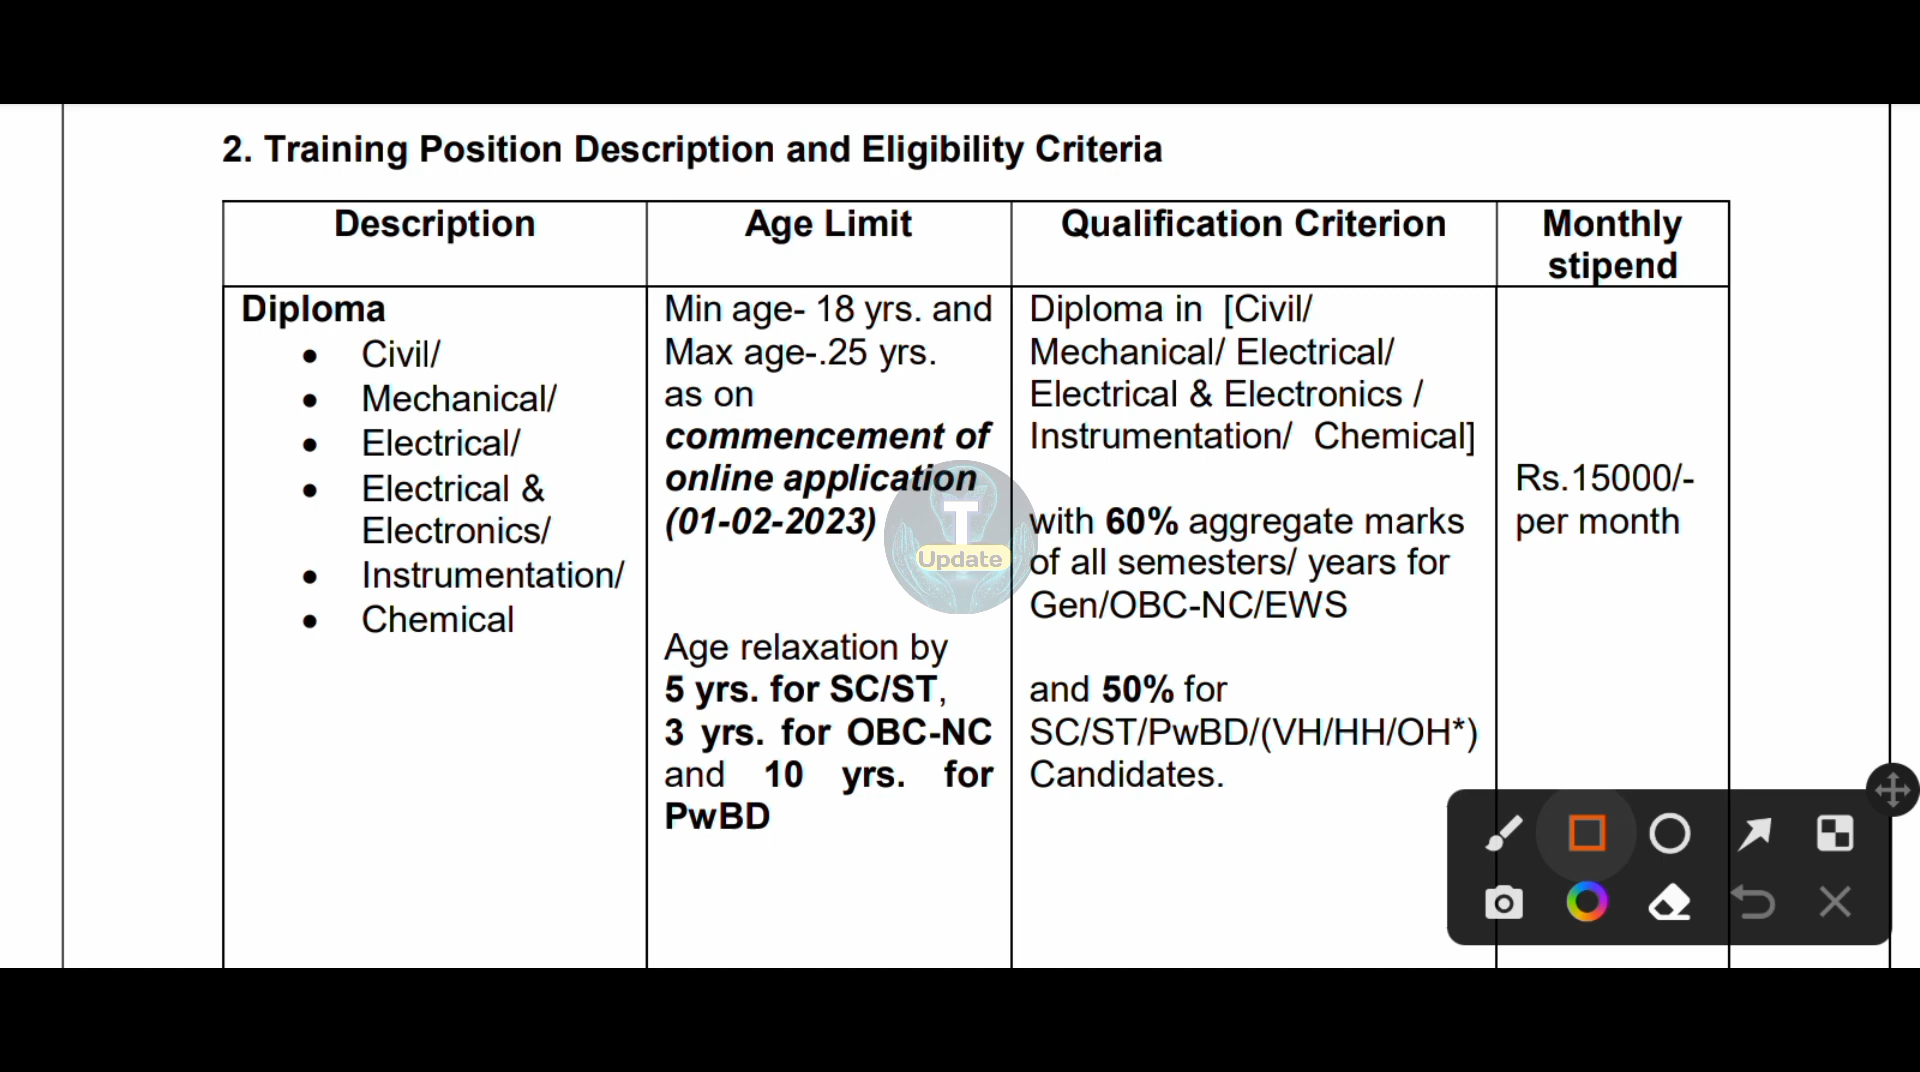 2. Training Position Description and Eligibility Criteria
Description
Age Limit
Qualification Criterion
Monthly
stipend
Diploma
• Civil/
• Mechanical/
• Electrical/
• Electrical &
Electronics/
• Instrumentation/
• Chemical
Min age- 18 yrs. and
Max age-.25 yrs.
as on
commencement of
online application
(01-02-2023)
Age relaxation by
5 yrs. for SC/ST,
3 yrs. for OBC-NC
and 10 yrs. for
PwBD
Diploma in [Civil/
Mechanical/ Electrical/
Electrical & Electronics /
Instrumentation/ Chemical]
with 60% aggregate marks
of all semesters/ years for
Gen/OBC-NC/EWS
and 50% for
SC/ST/PwBD/(VH/HH/OH*)
Candidates.
Rs.15000/-
per month
T
Update